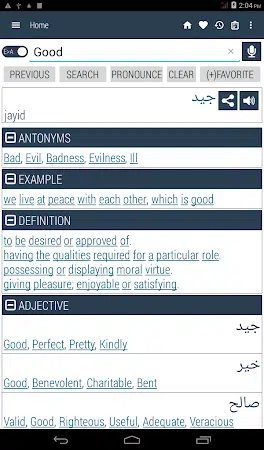 2:04 PM
Home
E>A
Good
PREVIOUS SEARCH PRONOUNCE CLEAR (+)FAVORITE
جيد
jayid
ANTONYMS
Bad, Evil, Badness, Evilness, Ill
EXAMPLE
we live at peace with each other, which is good
DEFINITION
to be desired or approved of.
having the qualities required for a particular role.
possessing or displaying moral virtue.
giving pleasure; enjoyable or satisfying.
ADJECTIVE
جيد
Good, Perfect, Pretty, Kindly
خير
Good, Benevolent, Charitable, Bent
صالح
Valid, Good, Righteous, Useful, Adequate, Veracious